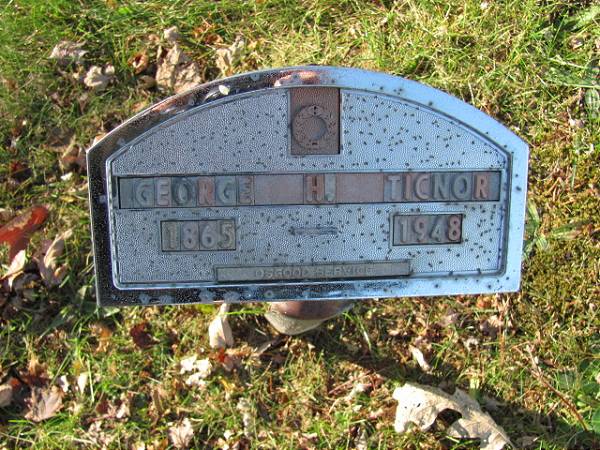 GEORGE H. TICNOR
1865 1948
OSGOOD SERVICE